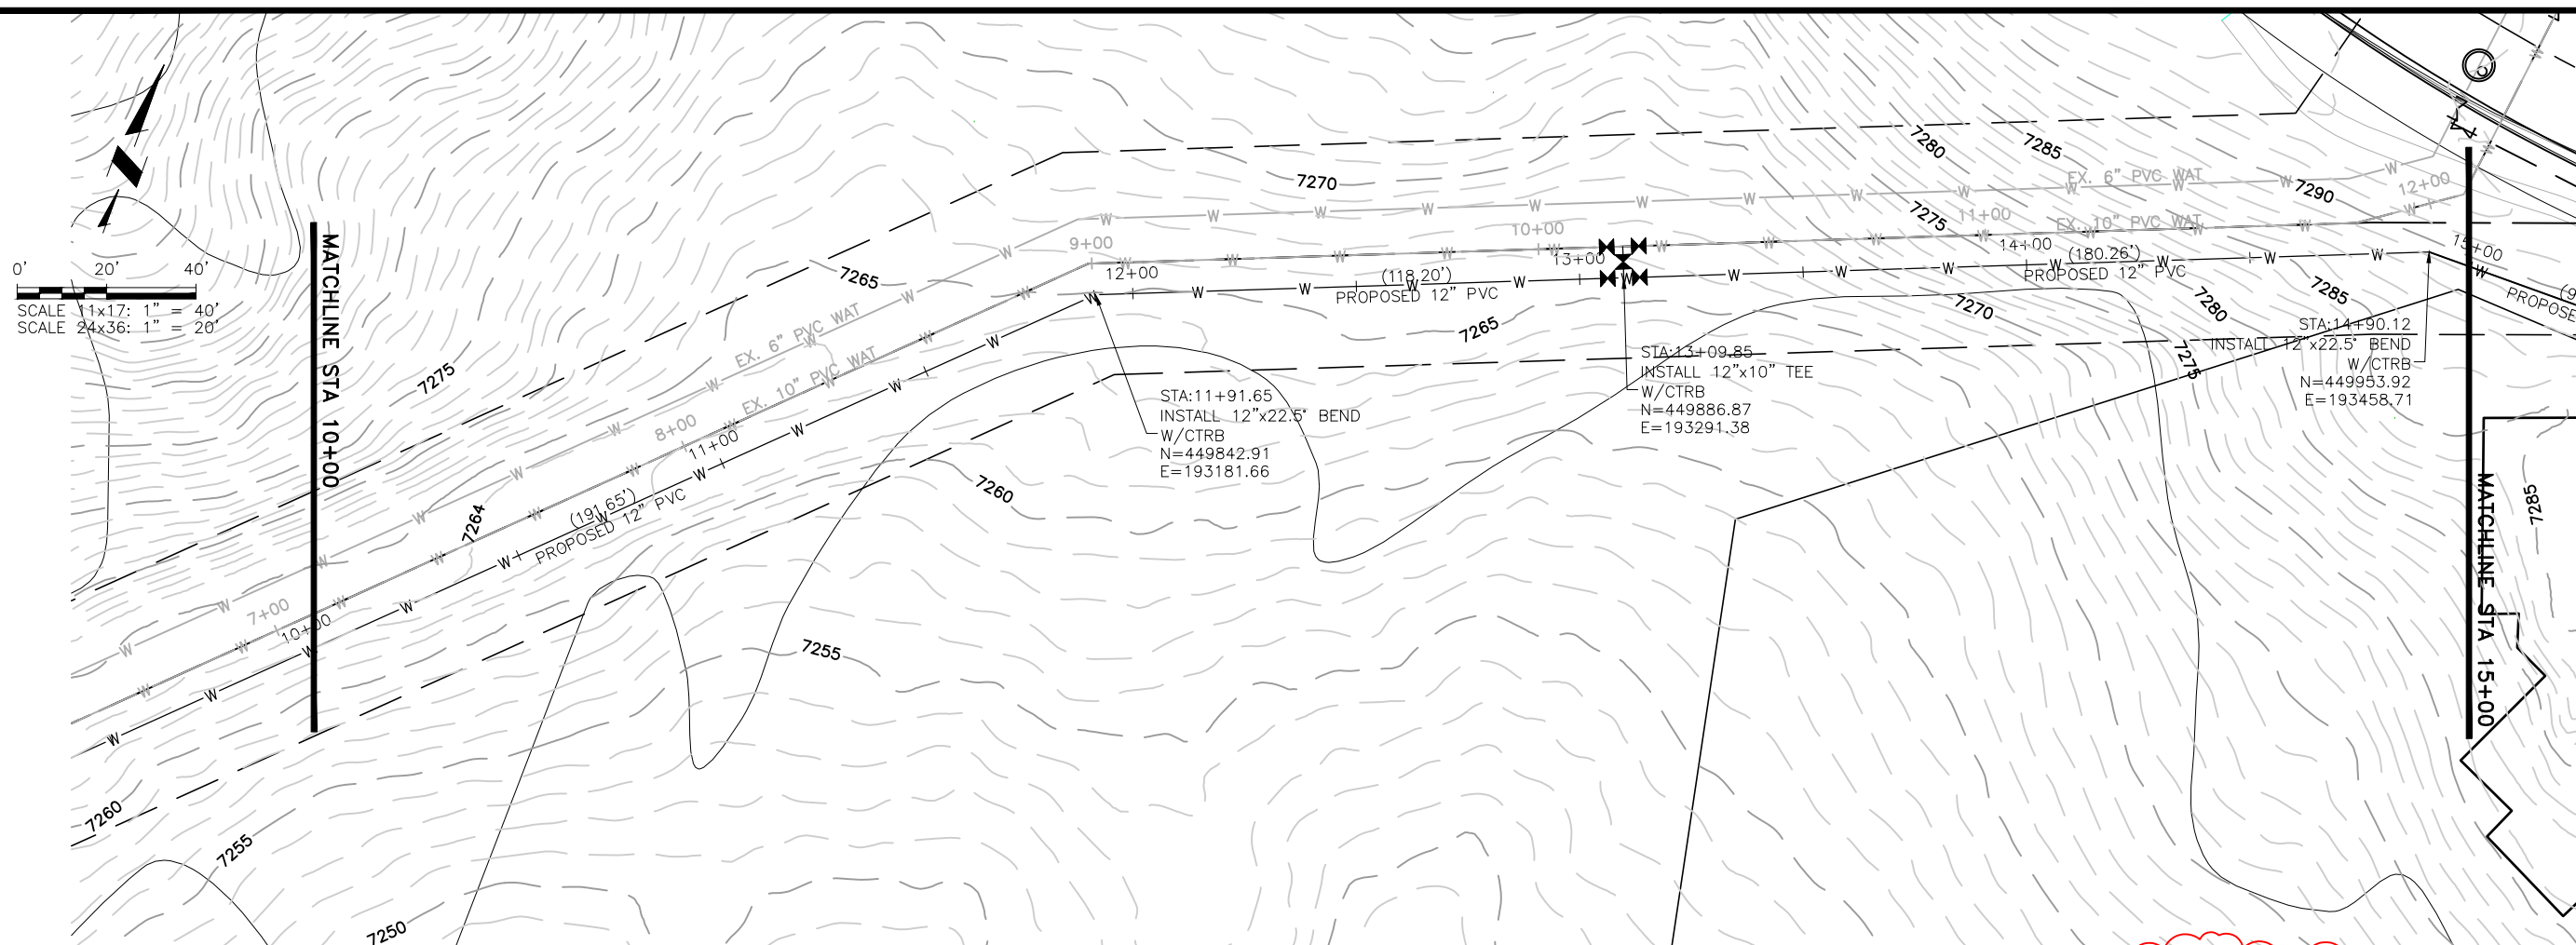 0' 20' 40'
SCALE 11x17: 1" = 40'
SCALE 24x36: 1" = 20'
MATCHLINE STA 10+00
7275
7264
7260
7255
7250
7+00
10+00
(191.65')
PROPOSED 12" PVC
8+00
11+00
EX. 6" PVC WAT
EX. 10" PVC WAT
7265
9+00
12+00
STA:11+91.65
INSTALL 12"x22.5° BEND
W/CTRB
N=449842.91
E=193181.66
7260
7255
7270
(118.20')
PROPOSED 12" PVC
7265
10+00
13+00
STA:13+09.85
INSTALL 12"x10" TEE
W/CTRB
N=449886.87
E=193291.38
7280
7285
7275
11+00
EX. 6" PVC WAT
EX. 10" PVC WAT
7290
12+00
14+00
(180.26')
PROPOSED 12" PVC
7270
7280
7285
7275
STA:14+90.12
INSTALL 12"x22.5° BEND
W/CTRB
N=449953.92
E=193458.71
15+00
(9
PROPOSE
MATCHLINE STA 15+00
7285